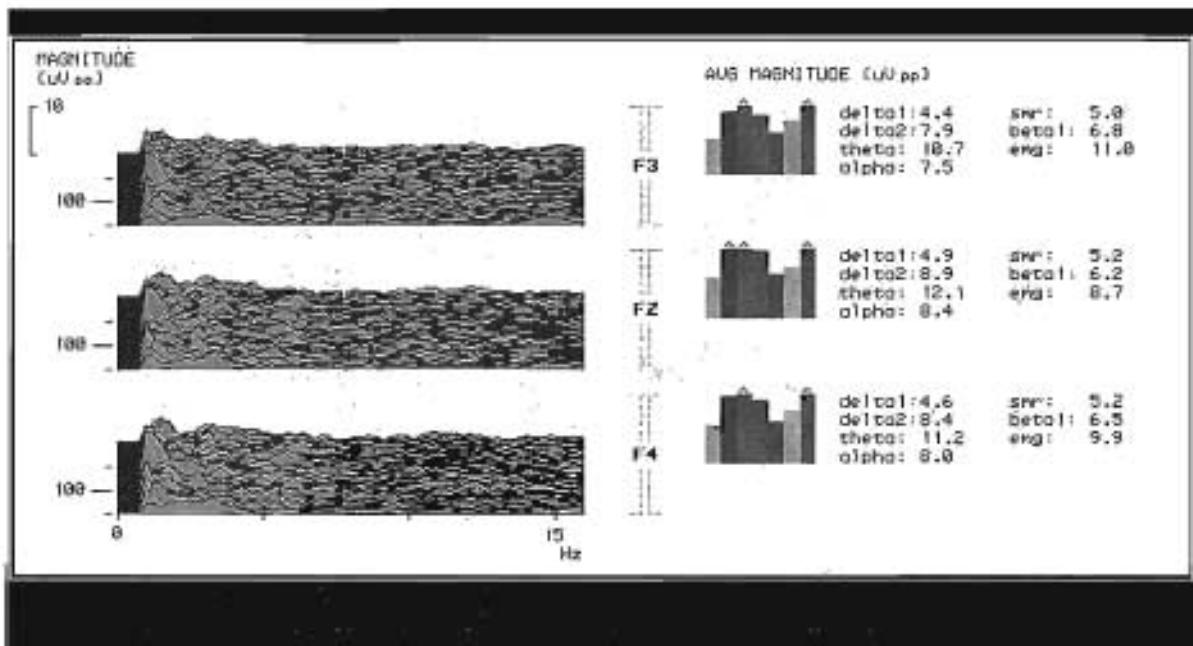 MAGNITUDE
(uV pp)
10
100
F3
100
FZ
100
F4
0 15
Hz
AVG MAGNITUDE (uV pp)
delta1:4.4 smr: 5.0
delta2:7.9 beta1: 6.8
theta: 10.7 emg: 11.0
alpha: 7.5
delta1:4.9 smr: 5.2
delta2:8.9 beta1: 6.2
theta: 12.1 emg: 8.7
alpha: 8.4
delta1:4.6 smr: 5.2
delta2:8.4 beta1: 6.5
theta: 11.2 emg: 9.9
alpha: 8.0